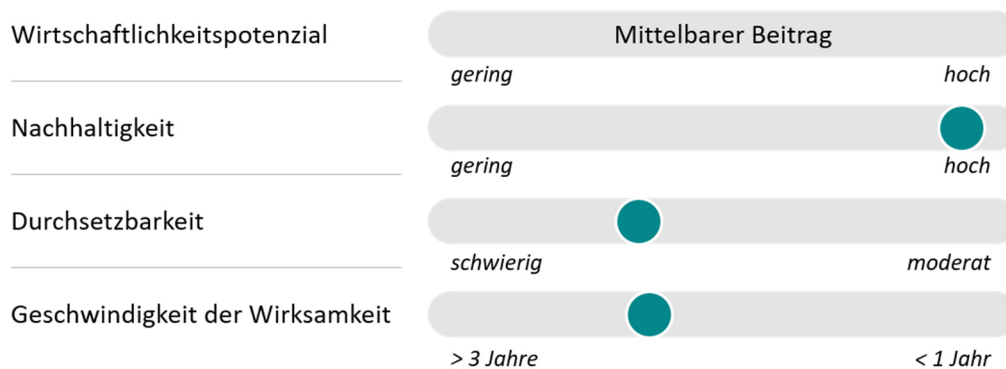 Wirtschaftlichkeitspotenzial
Mittelbarer Beitrag
gering
hoch
Nachhaltigkeit
gering
hoch
Durchsetzbarkeit
schwierig
moderat
Geschwindigkeit der Wirksamkeit
> 3 Jahre
< 1 Jahr